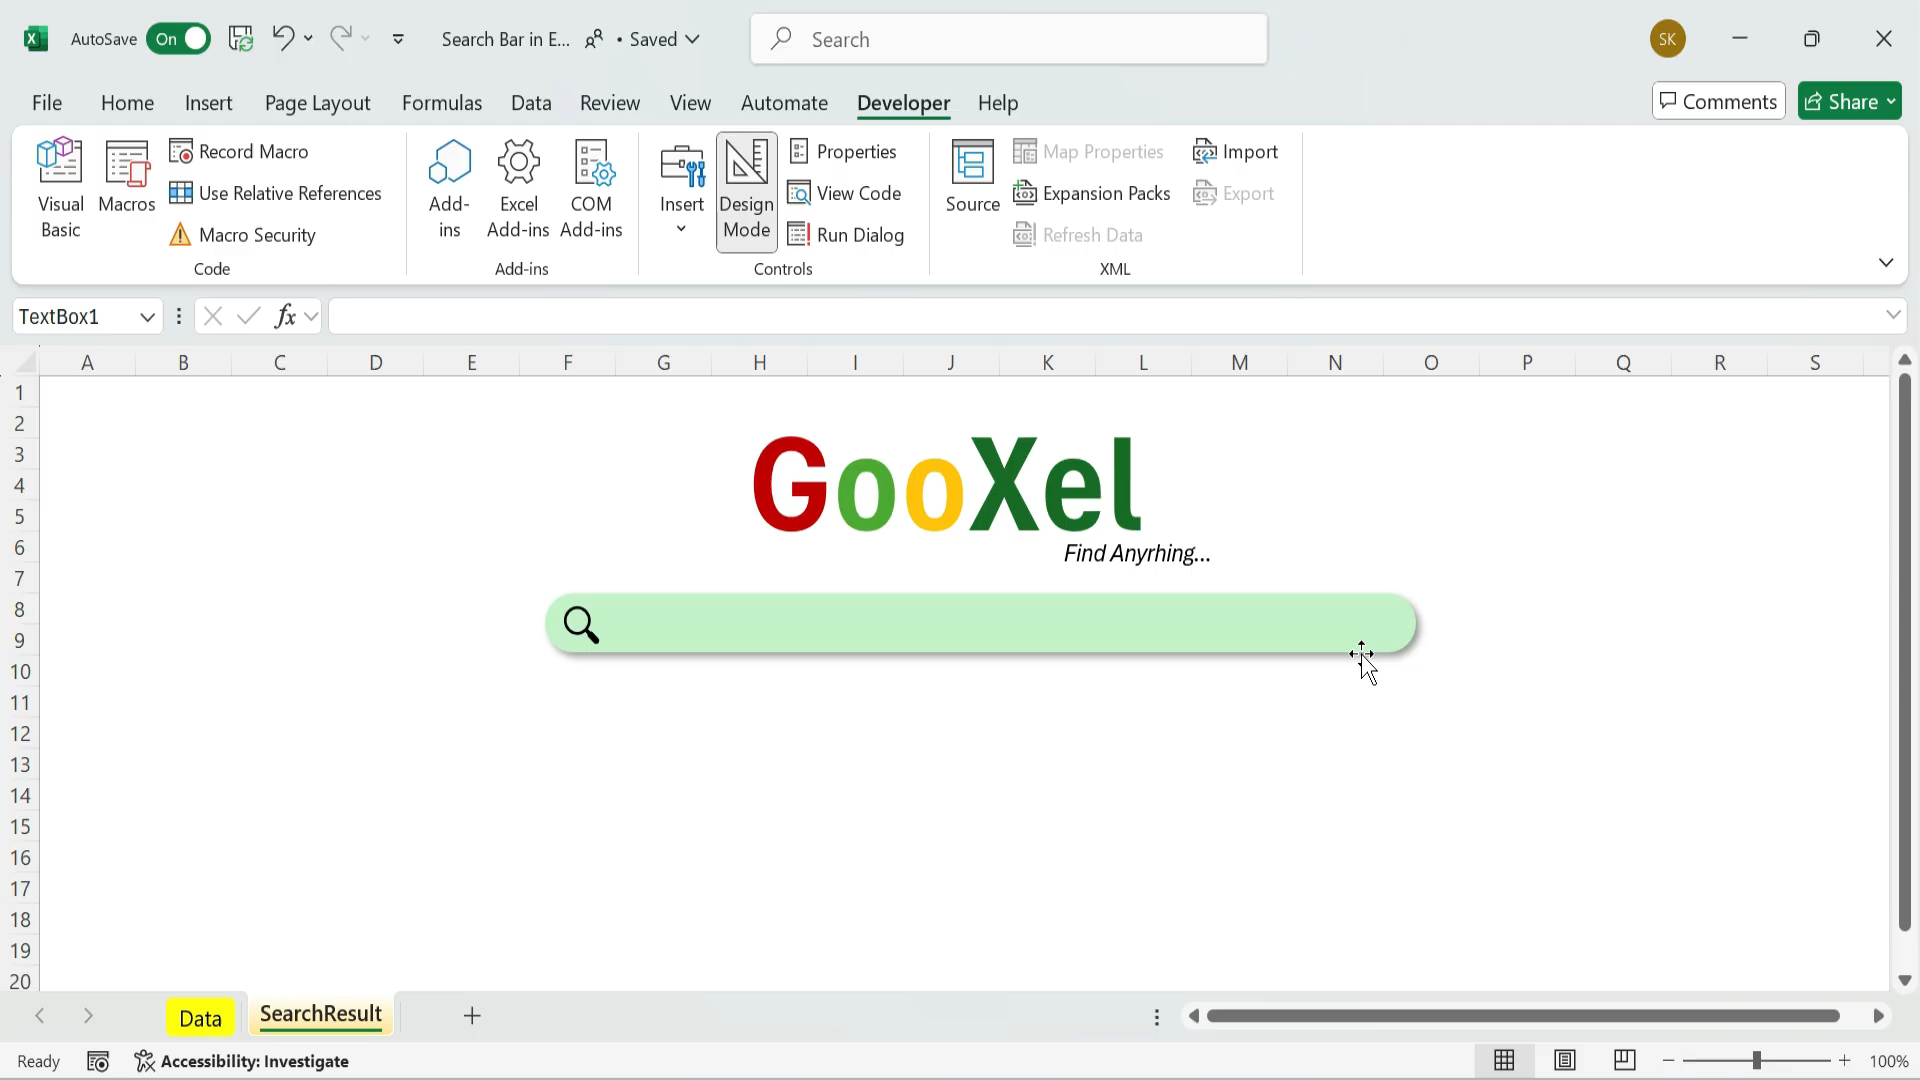 AutoSave On Search Bar in E... • Saved Search SK
File Home Insert Page Layout Formulas Data Review View Automate Developer Help Comments Share
Visual Basic
Macros
Record Macro
Use Relative References
Macro Security
Code
Add-ins
Excel Add-ins
COM Add-ins
Add-ins
Insert
Design Mode
Properties
View Code
Run Dialog
Controls
Source
Map Properties
Expansion Packs
Refresh Data
Import
Export
XML
TextBox1 fx
A B C D E F G H I J K L M N O P Q R S
1
2
3
4
5
6
7
8
9
10
11
12
13
14
15
16
17
18
19
20
GooXel
Find Anyrhing...
Data SearchResult
Ready Accessibility: Investigate 100%